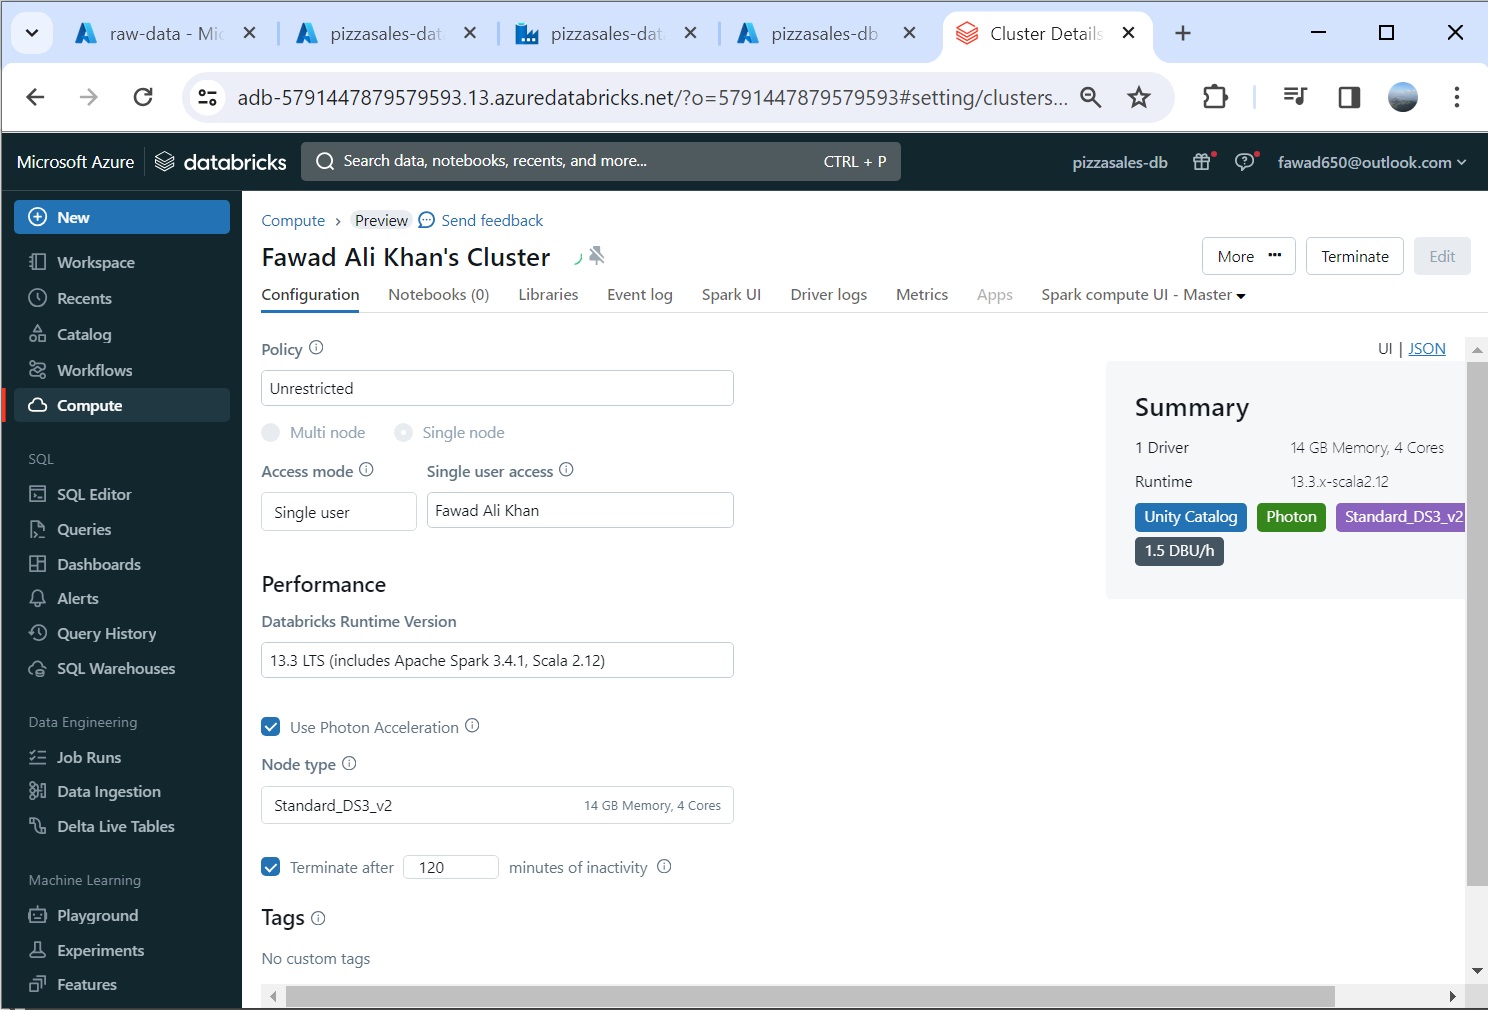 raw-data - Mic
pizzasales-dat
pizzasales-dat
pizzasales-db
Cluster Details
adb-5791447879579593.13.azuredatabricks.net/?o=5791447879579593#setting/clusters...
Microsoft Azure
databricks
Search data, notebooks, recents, and more...
CTRL + P
pizzasales-db
fawad650@outlook.com
New
Workspace
Recents
Catalog
Workflows
Compute
SQL
SQL Editor
Queries
Dashboards
Alerts
Query History
SQL Warehouses
Data Engineering
Job Runs
Data Ingestion
Delta Live Tables
Machine Learning
Playground
Experiments
Features
Compute › Preview Send feedback
Fawad Ali Khan's Cluster
More ... Terminate Edit
Configuration Notebooks (0) Libraries Event log Spark UI Driver logs Metrics Apps Spark compute UI - Master
UI | JSON
Policy
Unrestricted
Multi node Single node
Access mode Single user access
Single user Fawad Ali Khan
Performance
Databricks Runtime Version
13.3 LTS (includes Apache Spark 3.4.1, Scala 2.12)
Use Photon Acceleration
Node type
Standard_DS3_v2 14 GB Memory, 4 Cores
Terminate after 120 minutes of inactivity
Tags
No custom tags
Summary
1 Driver 14 GB Memory, 4 Cores
Runtime 13.3.x-scala2.12
Unity Catalog Photon Standard_DS3_v2
1.5 DBU/h